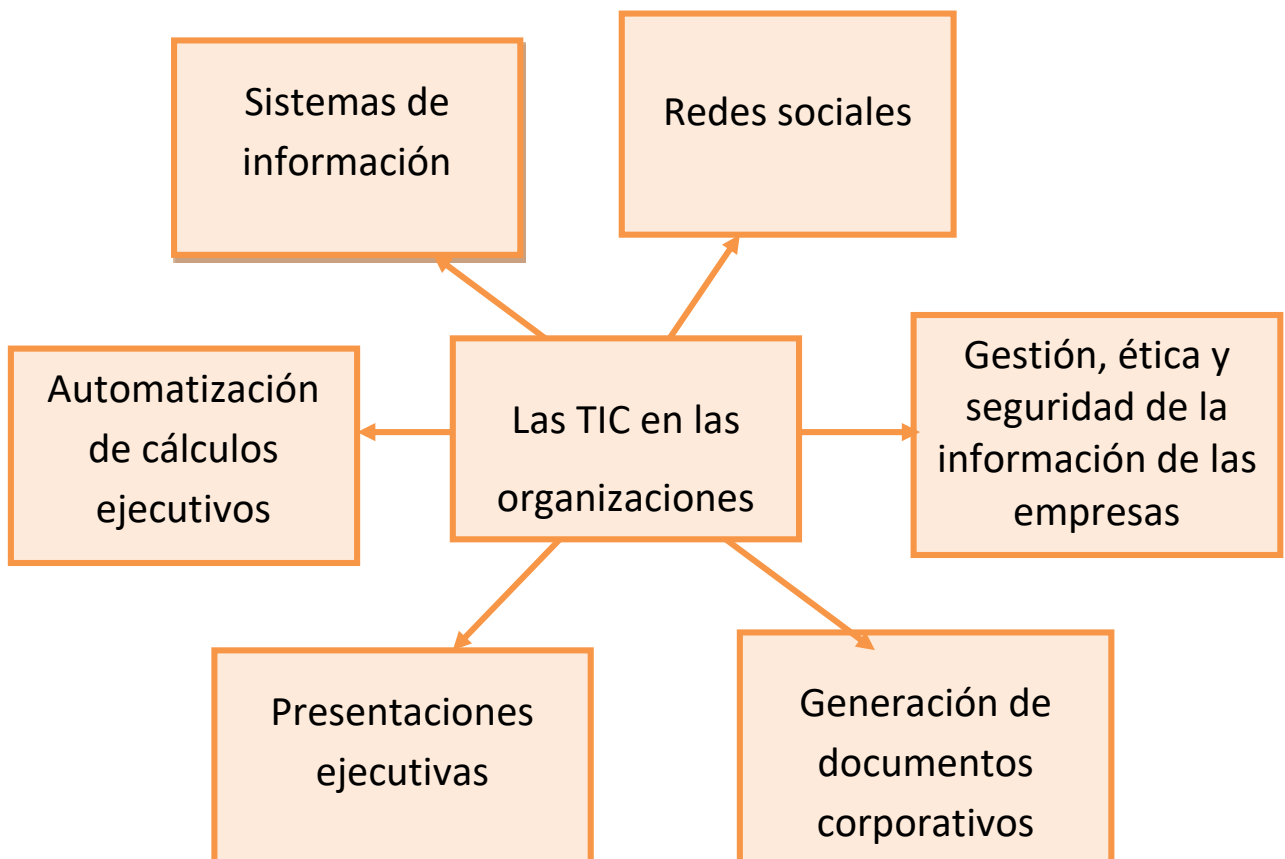 Sistemas de
información
Redes sociales
Automatización
de cálculos
ejecutivos
Las TIC en las
organizaciones
Gestión, ética y
seguridad de la
información de las
empresas
Presentaciones
ejecutivas
Generación de
documentos
corporativos